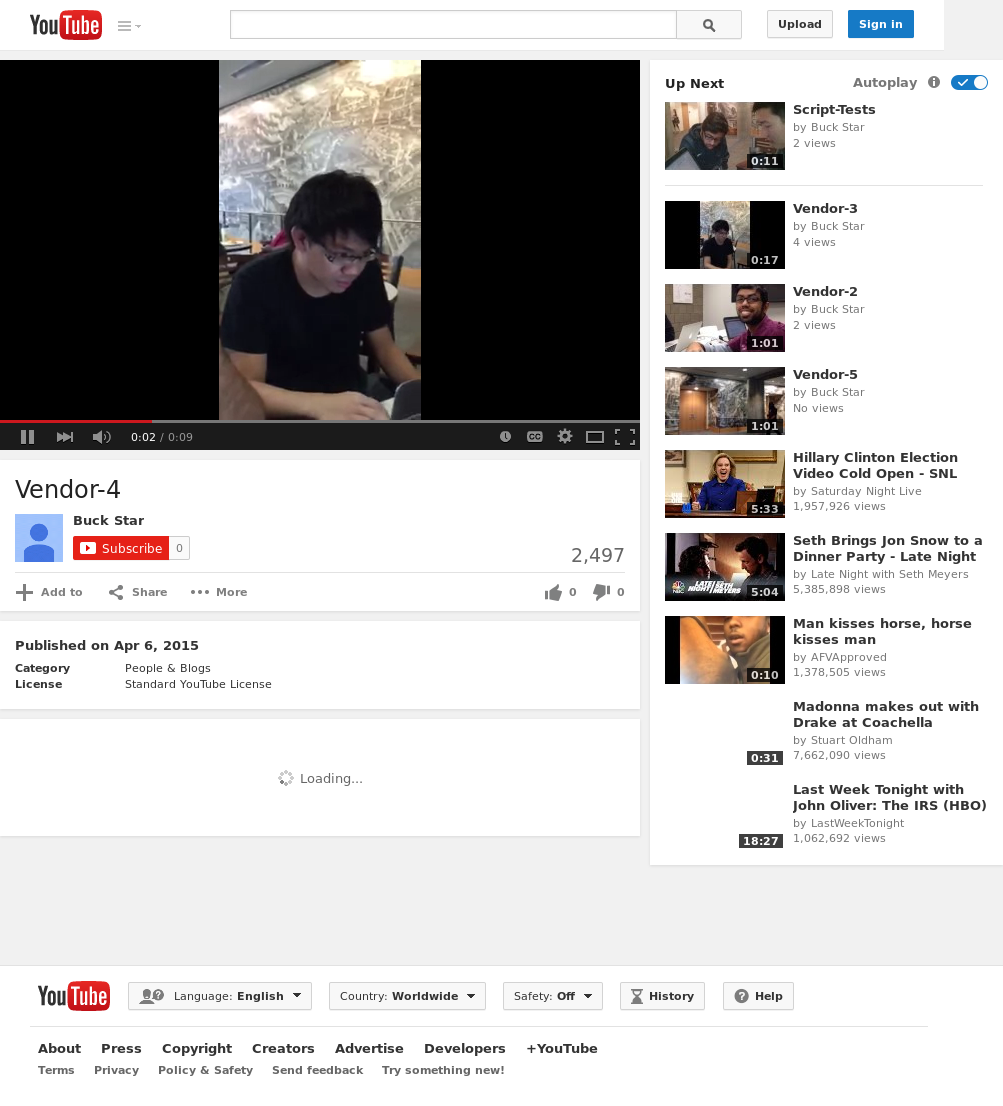 YouTube
Upload
Sign in
0:02 / 0:09
CC
Vendor-4
Buck Star
Subscribe 0
2,497
Add to
Share
More
0
0
Published on Apr 6, 2015
Category People & Blogs
License Standard YouTube License
Loading...
Up Next
Autoplay
Script-Tests
by Buck Star
2 views
0:11
Vendor-3
by Buck Star
4 views
0:17
Vendor-2
by Buck Star
2 views
1:01
Vendor-5
by Buck Star
No views
1:01
Hillary Clinton Election
Video Cold Open - SNL
by Saturday Night Live
1,957,926 views
5:33
Seth Brings Jon Snow to a
Dinner Party - Late Night
by Late Night with Seth Meyers
5,385,898 views
NBC
LATE NIGHT
SETH MEYERS
5:04
Man kisses horse, horse
kisses man
by AFVApproved
1,378,505 views
0:10
Madonna makes out with
Drake at Coachella
by Stuart Oldham
7,662,090 views
0:31
Last Week Tonight with
John Oliver: The IRS (HBO)
by LastWeekTonight
1,062,692 views
18:27
YouTube
Language: English
Country: Worldwide
Safety: Off
History
Help
About Press Copyright Creators Advertise Developers +YouTube
Terms Privacy Policy & Safety Send feedback Try something new!